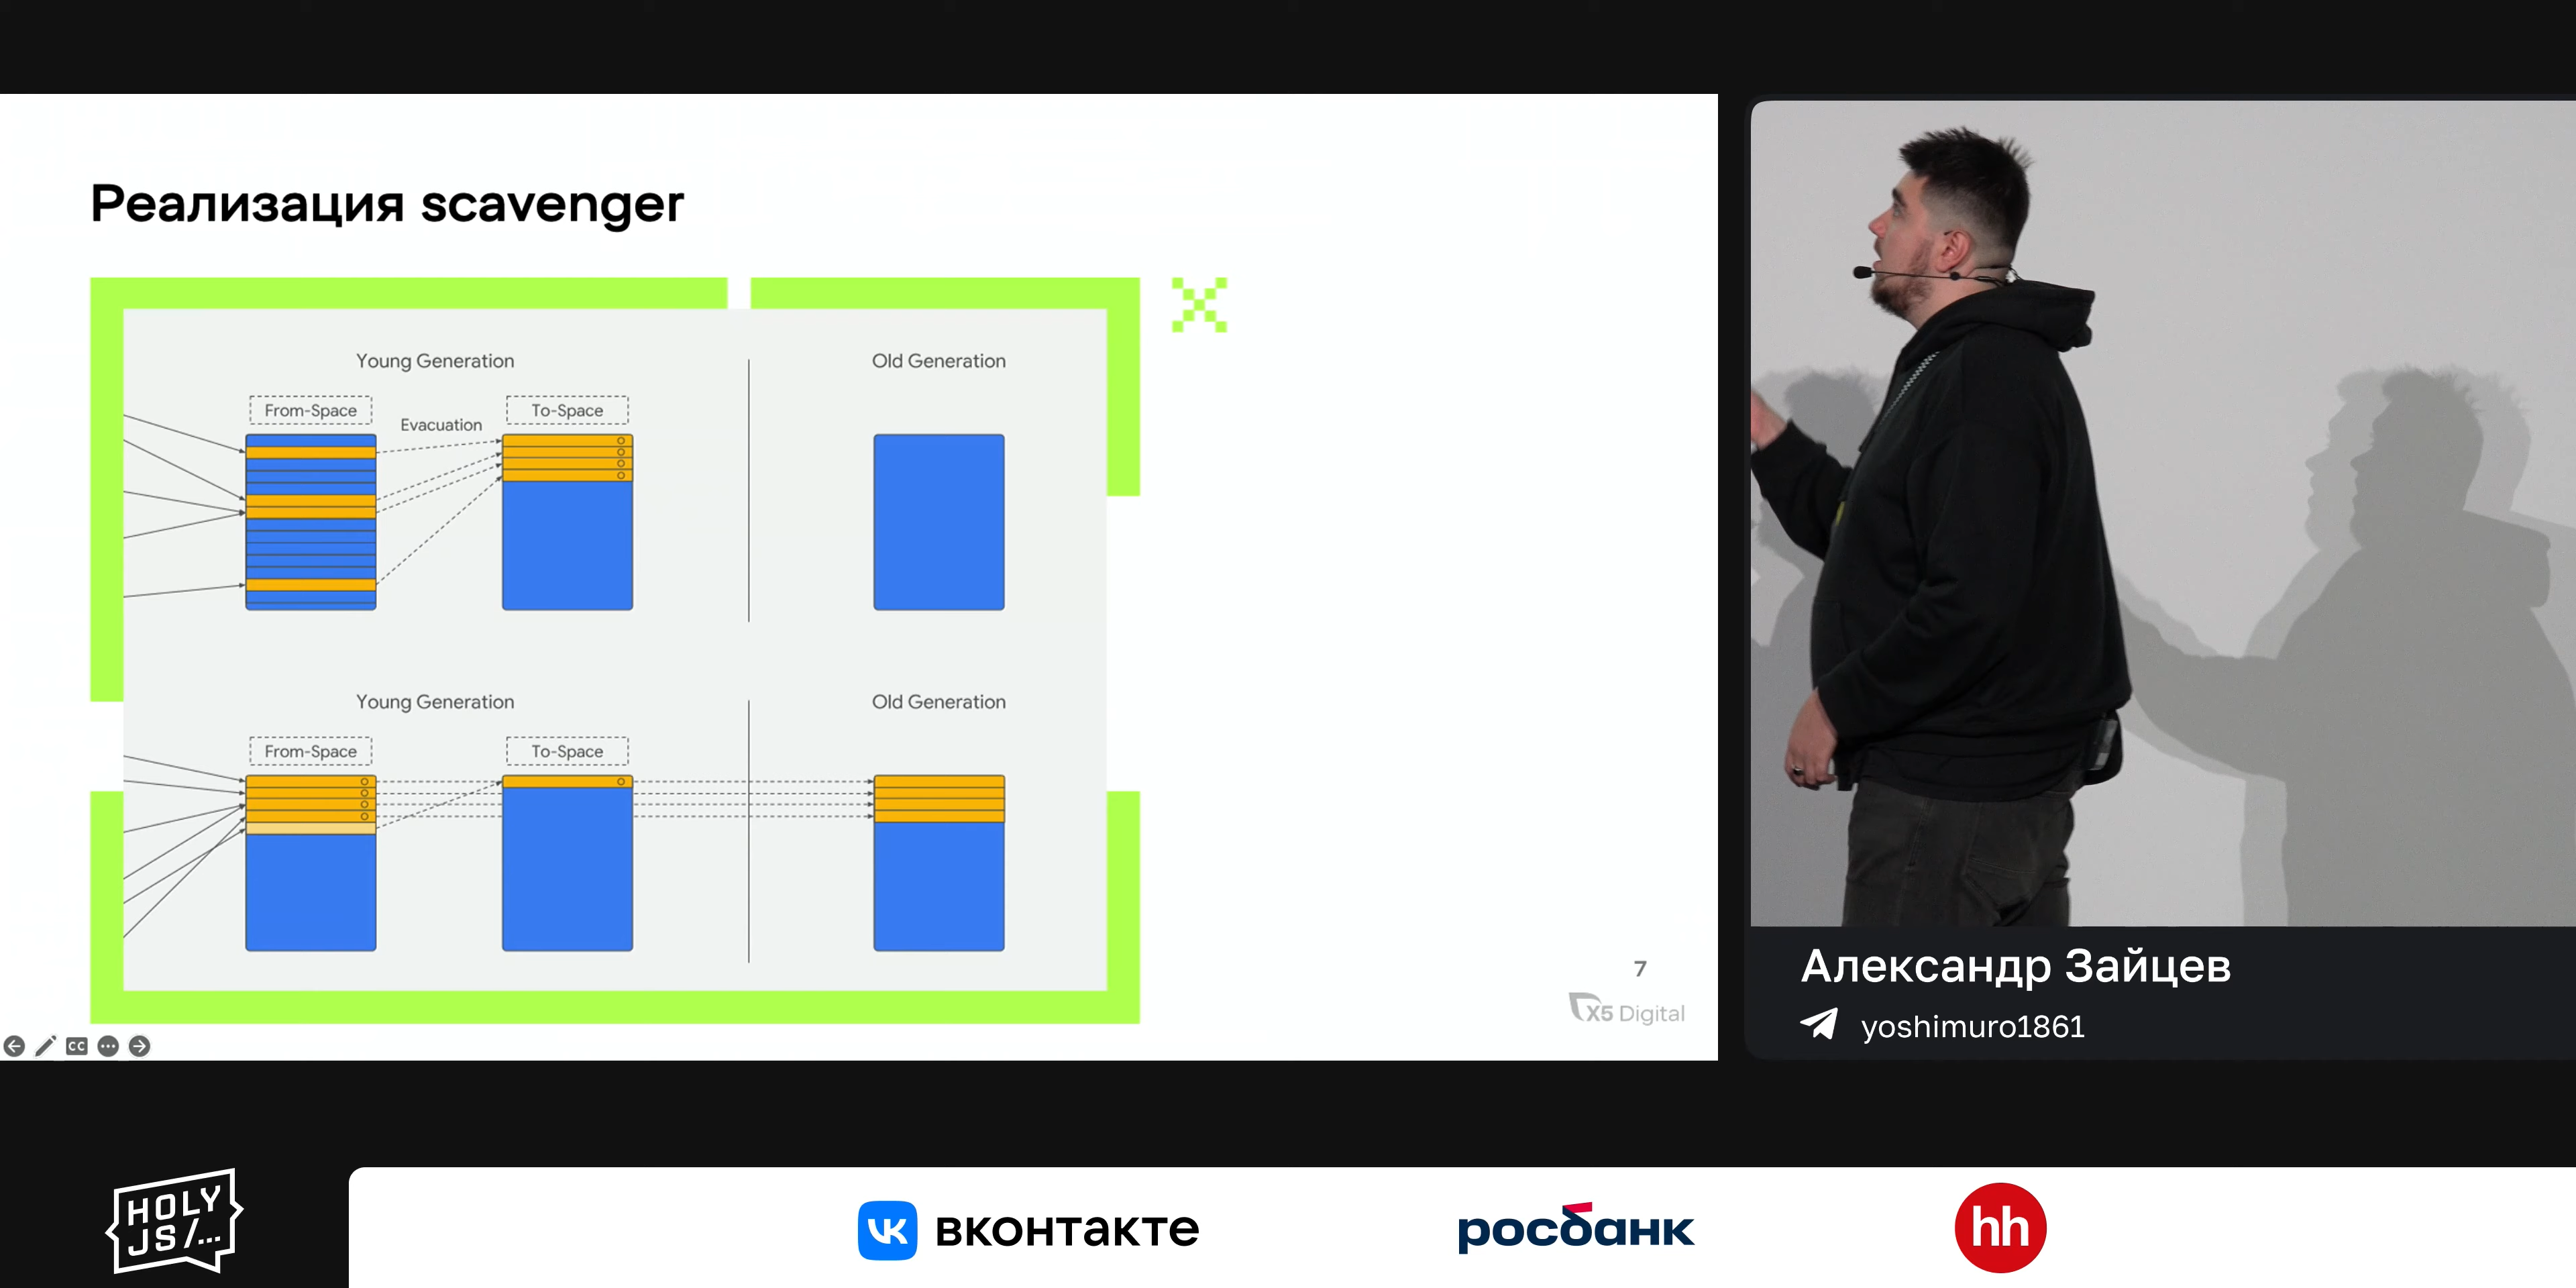 Реализация scavenger
Young Generation
Old Generation
From-Space
Evacuation
To-Space
Young Generation
Old Generation
From-Space
To-Space
7
X5 Digital
CC
Александр Зайцев
yoshimuro1861
HOLY
JS/...
вконтакте
росбанк
hh